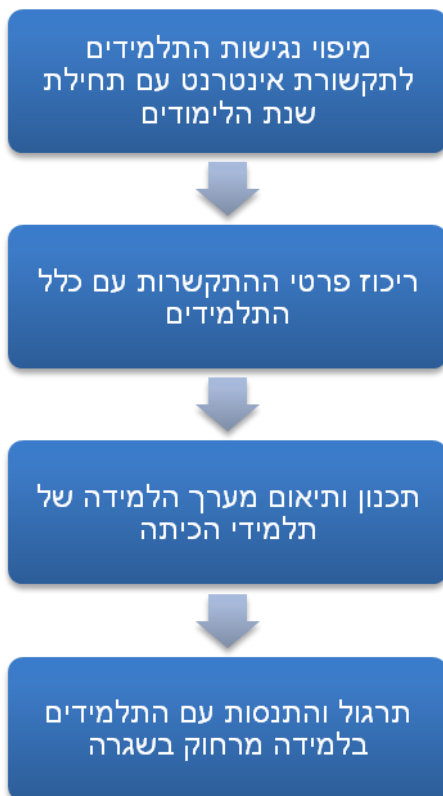 מיפוי נגישות התלמידים
לתקשורת אינטרנט עם תחילת
שנת הלימודים
ריכוז פרטי ההתקשרות עם כלל
התלמידים
תכנון ותיאום מערך הלמידה של
תלמידי הכיתה
תרגול והתנסות עם התלמידים
בלמידה מרחוק בשגרה